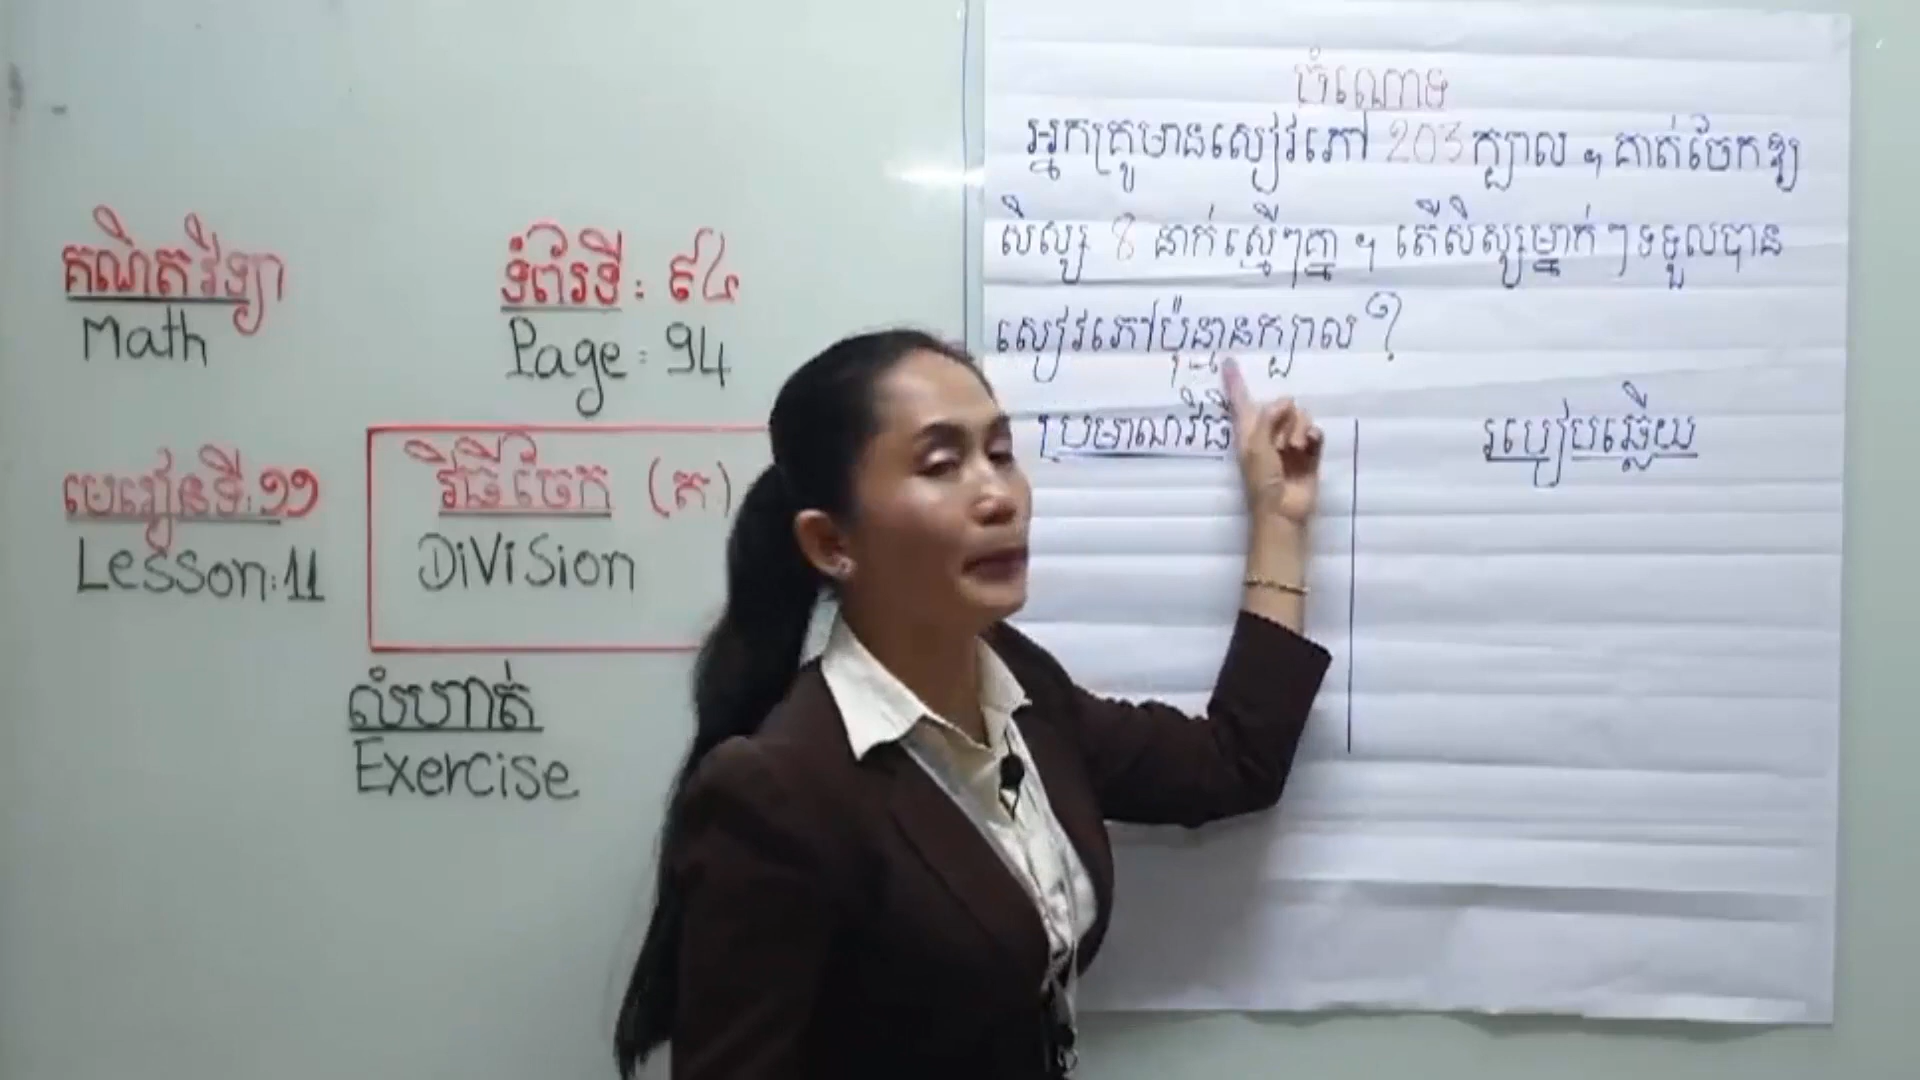 គណិតវិទ្យា
Math
ទំព័រទី: ៩៤
Page: 94
មេរៀនទី:១១
Lesson:11
វិធីចែក (ត)
Division
លំហាត់
Exercise
ចំណោទ
អ្នកគ្រូមានសៀវភៅ 203 ក្បាល ។ គាត់ចែកឱ្យ
សិស្ស 8 នាក់ស្មើៗគ្នា ។ តើសិស្សម្នាក់ៗទទួលបាន
សៀវភៅប៉ុន្មានក្បាល ?
ប្រមាណវិធី
របៀបឆ្លើយ